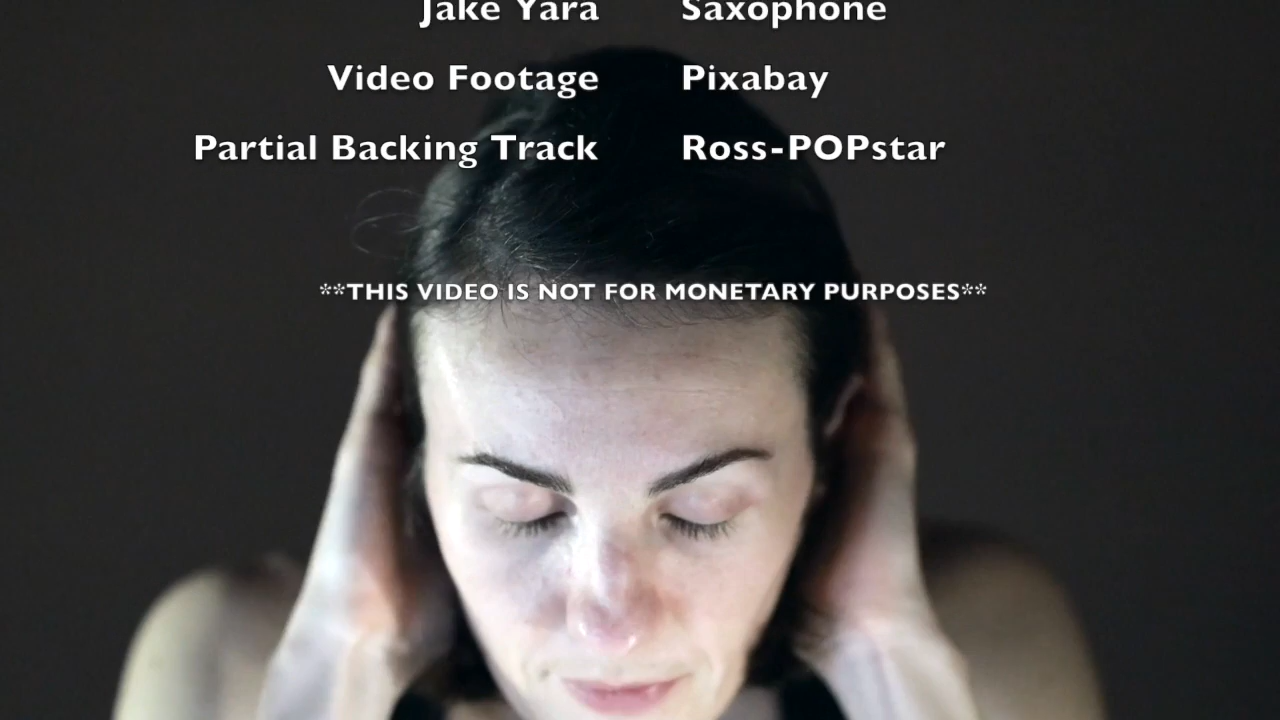 Jake Yara Saxophone
Video Footage Pixabay
Partial Backing Track Ross-POPstar
**THIS VIDEO IS NOT FOR MONETARY PURPOSES**